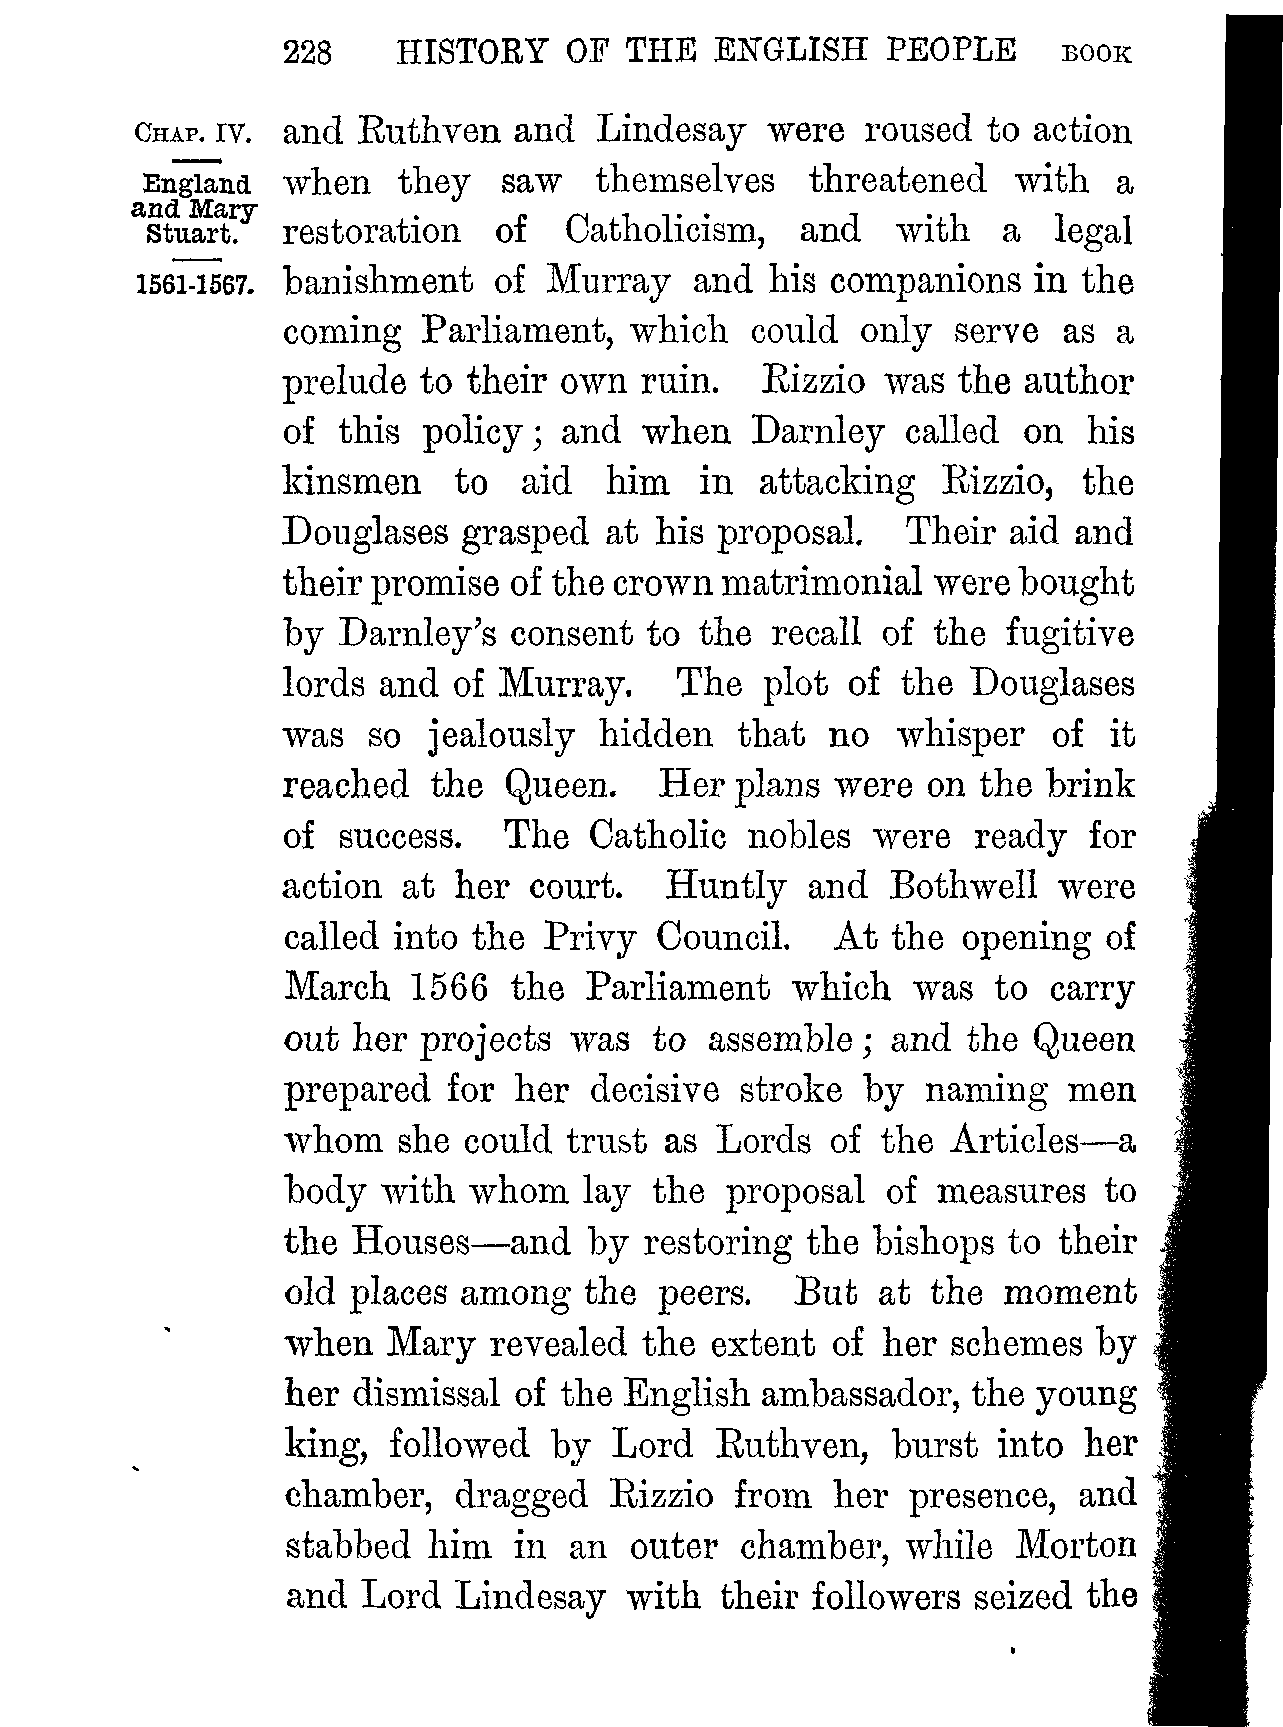 228 HISTORY OF THE ENGLISH PEOPLE BOOK
CHAP. IV.
England
and Mary
Stuart.
1561-1567.
and Ruthven and Lindesay were roused to action
when they saw themselves threatened with a
restoration of Catholicism, and with a legal
banishment of Murray and his companions in the
coming Parliament, which could only serve as a
prelude to their own ruin. Rizzio was the author
of this policy; and when Darnley called on his
kinsmen to aid him in attacking Rizzio, the
Douglases grasped at his proposal. Their aid and
their promise of the crown matrimonial were bought
by Darnley's consent to the recall of the fugitive
lords and of Murray. The plot of the Douglases
was so jealously hidden that no whisper of it
reached the Queen. Her plans were on the brink
of success. The Catholic nobles were ready for
action at her court. Huntly and Bothwell were
called into the Privy Council. At the opening of
March 1566 the Parliament which was to carry
out her projects was to assemble; and the Queen
prepared for her decisive stroke by naming men
whom she could trust as Lords of the Articles—a
body with whom lay the proposal of measures to
the Houses—and by restoring the bishops to their
old places among the peers. But at the moment
when Mary revealed the extent of her schemes by
her dismissal of the English ambassador, the young
king, followed by Lord Ruthven, burst into her
chamber, dragged Rizzio from her presence, and
stabbed him in an outer chamber, while Morton
and Lord Lindesay with their followers seized the